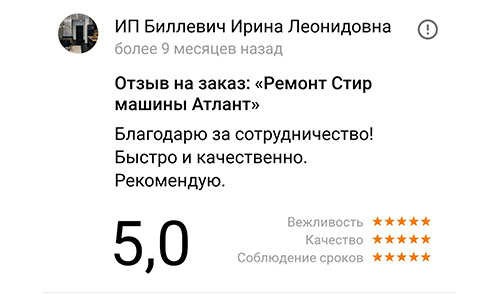 ИП Биллевич Ирина Леонидовна
более 9 месяцев назад
Отзыв на заказ: «Ремонт Стир
машины Атлант»
Благодарю за сотрудничество!
Быстро и качественно.
Рекомендую.
5,0
Вежливость ★★★★★
Качество ★★★★★
Соблюдение сроков ★★★★★